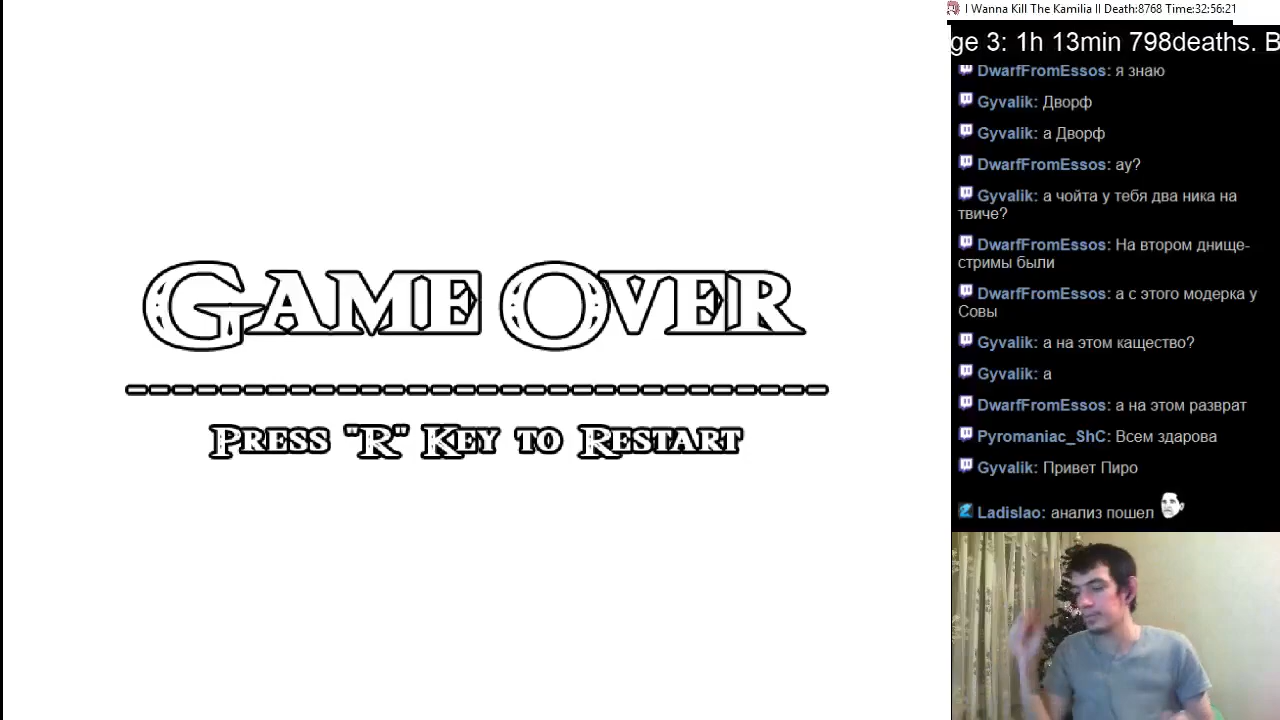 I Wanna Kill The Kamilia II Death:8768 Time:32:56:21
ge 3: 1h 13min 798deaths. B
GAME OVER
PRESS "R" KEY TO RESTART
DwarfFromEssos: я знаю
Gyvalik: Дворф
Gyvalik: а Дворф
DwarfFromEssos: ау?
Gyvalik: а чойта у тебя два ника на
твиче?
DwarfFromEssos: На втором днище-
стримы были
DwarfFromEssos: а с этого модерка у
Совы
Gyvalik: а на этом кащество?
Gyvalik: а
DwarfFromEssos: а на этом разврат
Pyromaniac_ShC: Всем здарова
Gyvalik: Привет Пиро
Ladislao: анализ пошел